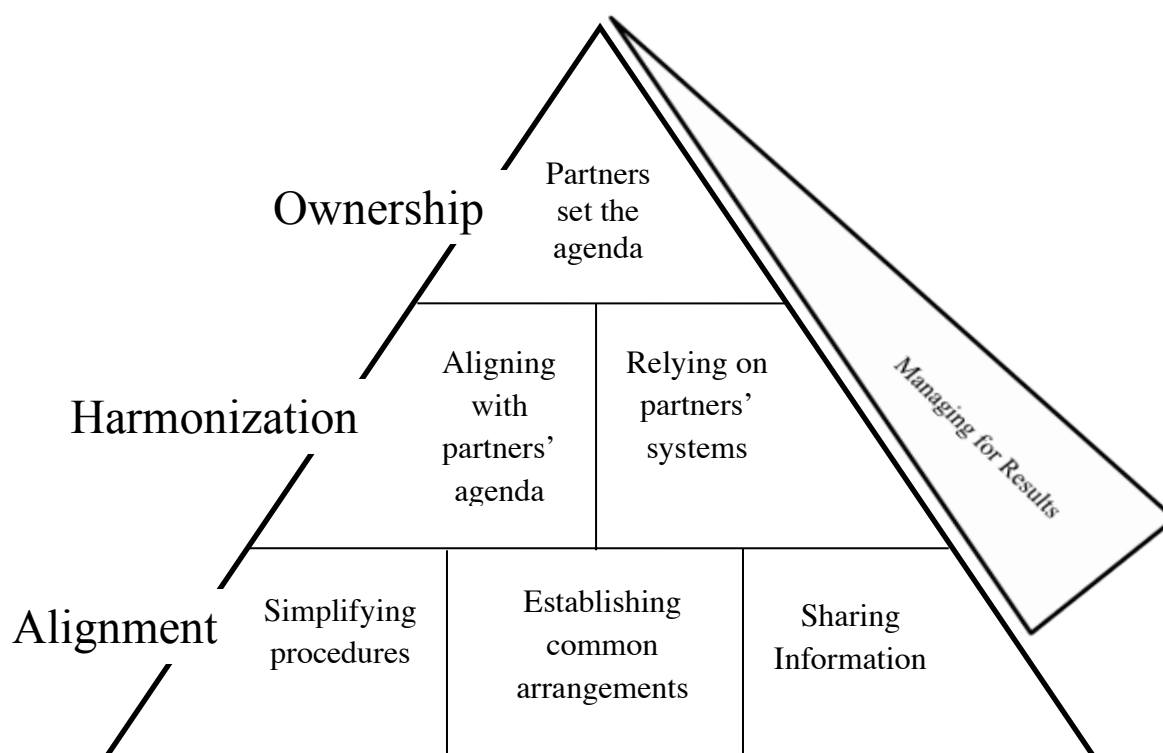 Ownership
Partners
set the
agenda
Harmonization
Aligning
with
partners’
agenda
Relying on
partners’
systems
Managing for Results
Alignment
Simplifying
procedures
Establishing
common
arrangements
Sharing
Information